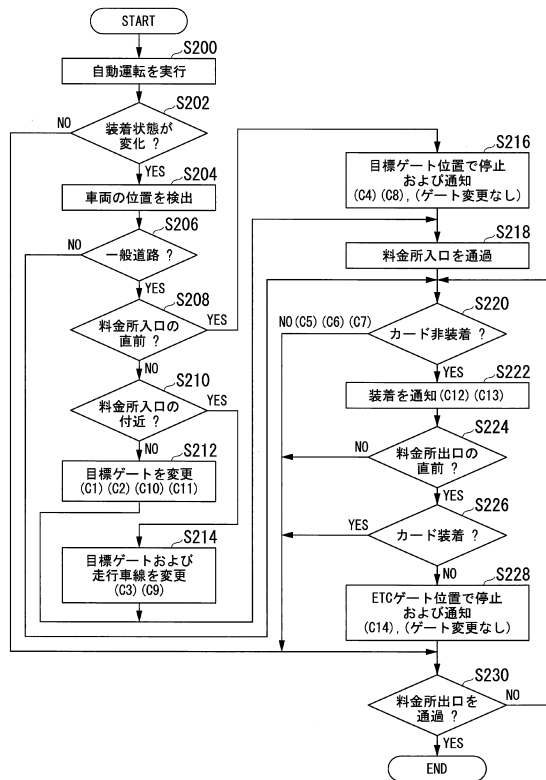 START
S200
自動運転を実行
S202
装着状態が
変化 ?
NO
YES
S204
車両の位置を検出
S206
一般道路 ?
NO
YES
S208
料金所入口の
直前 ?
YES
NO
S210
料金所入口の
付近 ?
YES
NO
S212
目標ゲートを変更
(C1) (C2) (C10) (C11)
S214
目標ゲートおよび
走行車線を変更
(C3) (C9)
S216
目標ゲート位置で停止
および通知
(C4) (C8), (ゲート変更なし)
S218
料金所入口を通過
S220
カード非装着 ?
NO (C5) (C6) (C7)
YES
S222
装着を通知 (C12) (C13)
S224
料金所出口の
直前 ?
NO
YES
S226
カード装着 ?
YES
NO
S228
ETCゲート位置で停止
および通知
(C14), (ゲート変更なし)
S230
料金所出口を
通過 ?
NO
YES
END